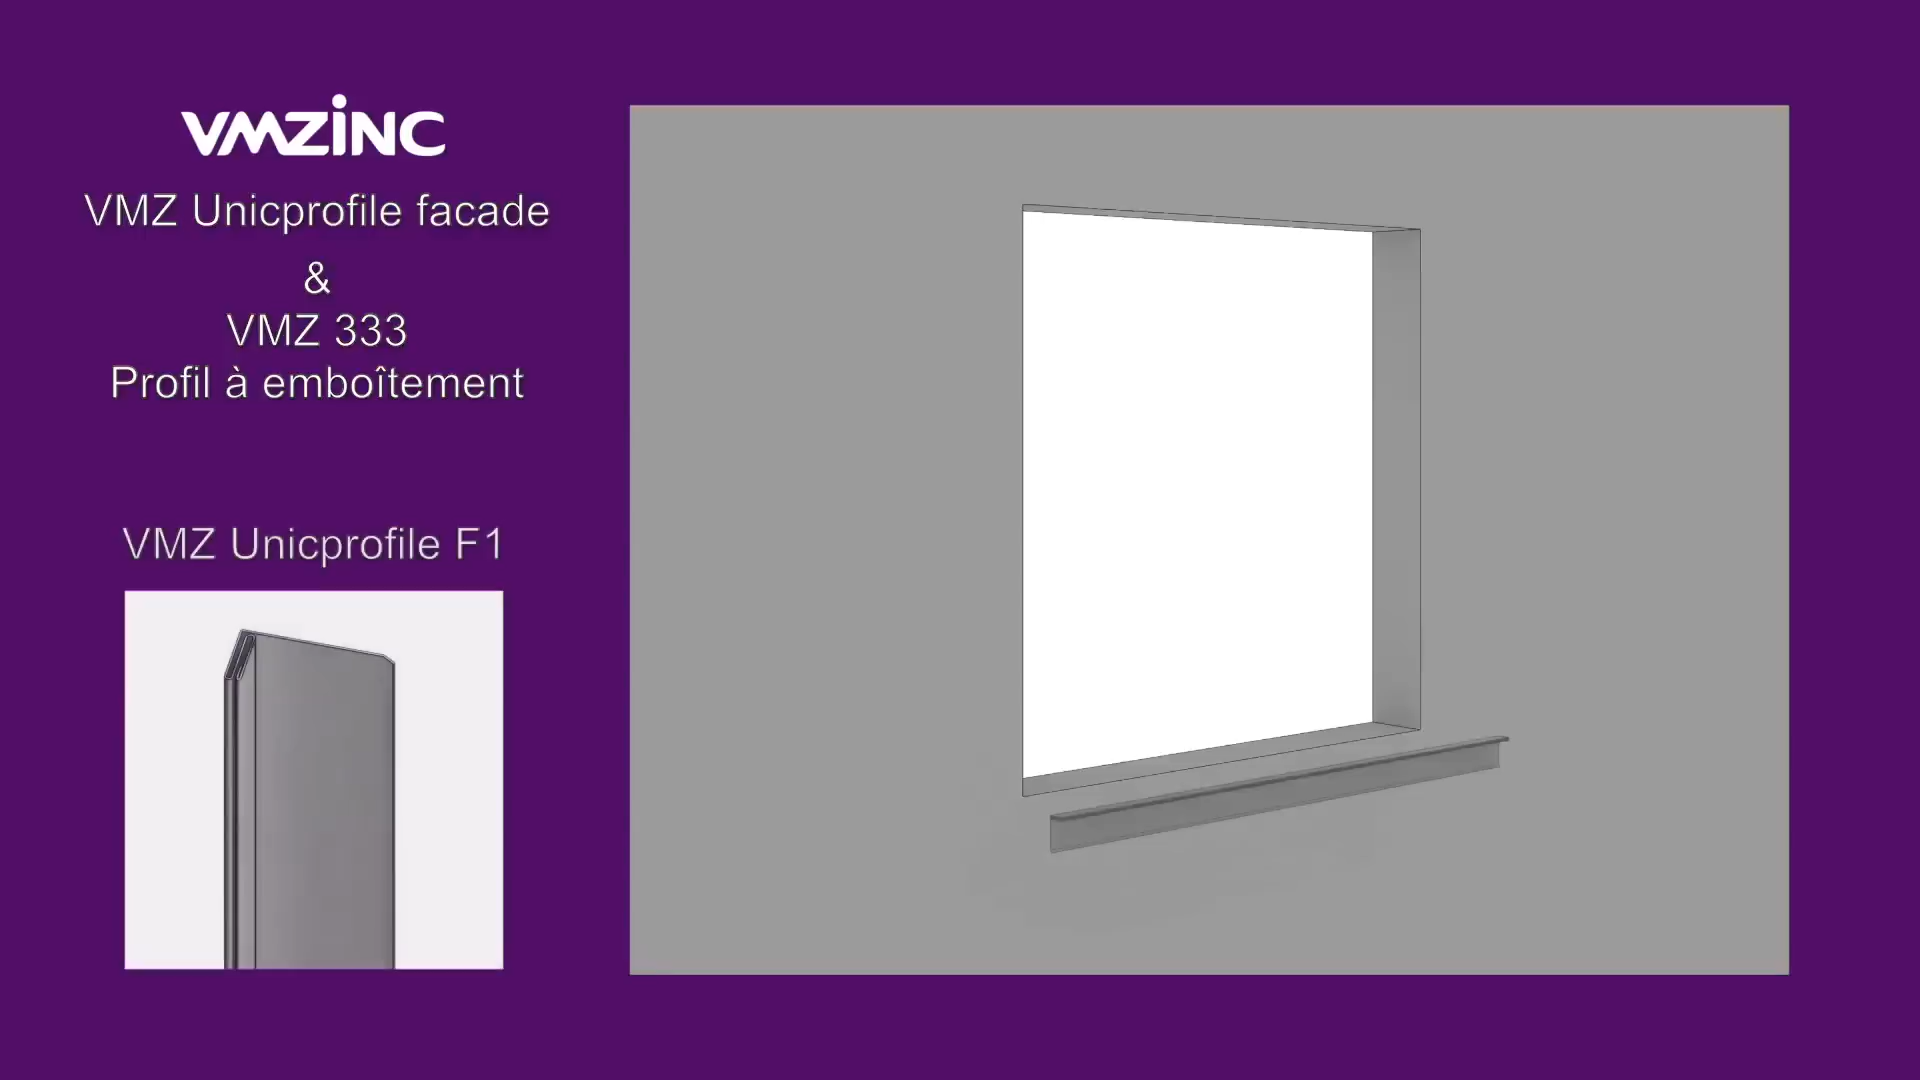 VMZINC
VMZ Unicprofile facade
&
VMZ 333
Profil à emboîtement
VMZ Unicprofile F1